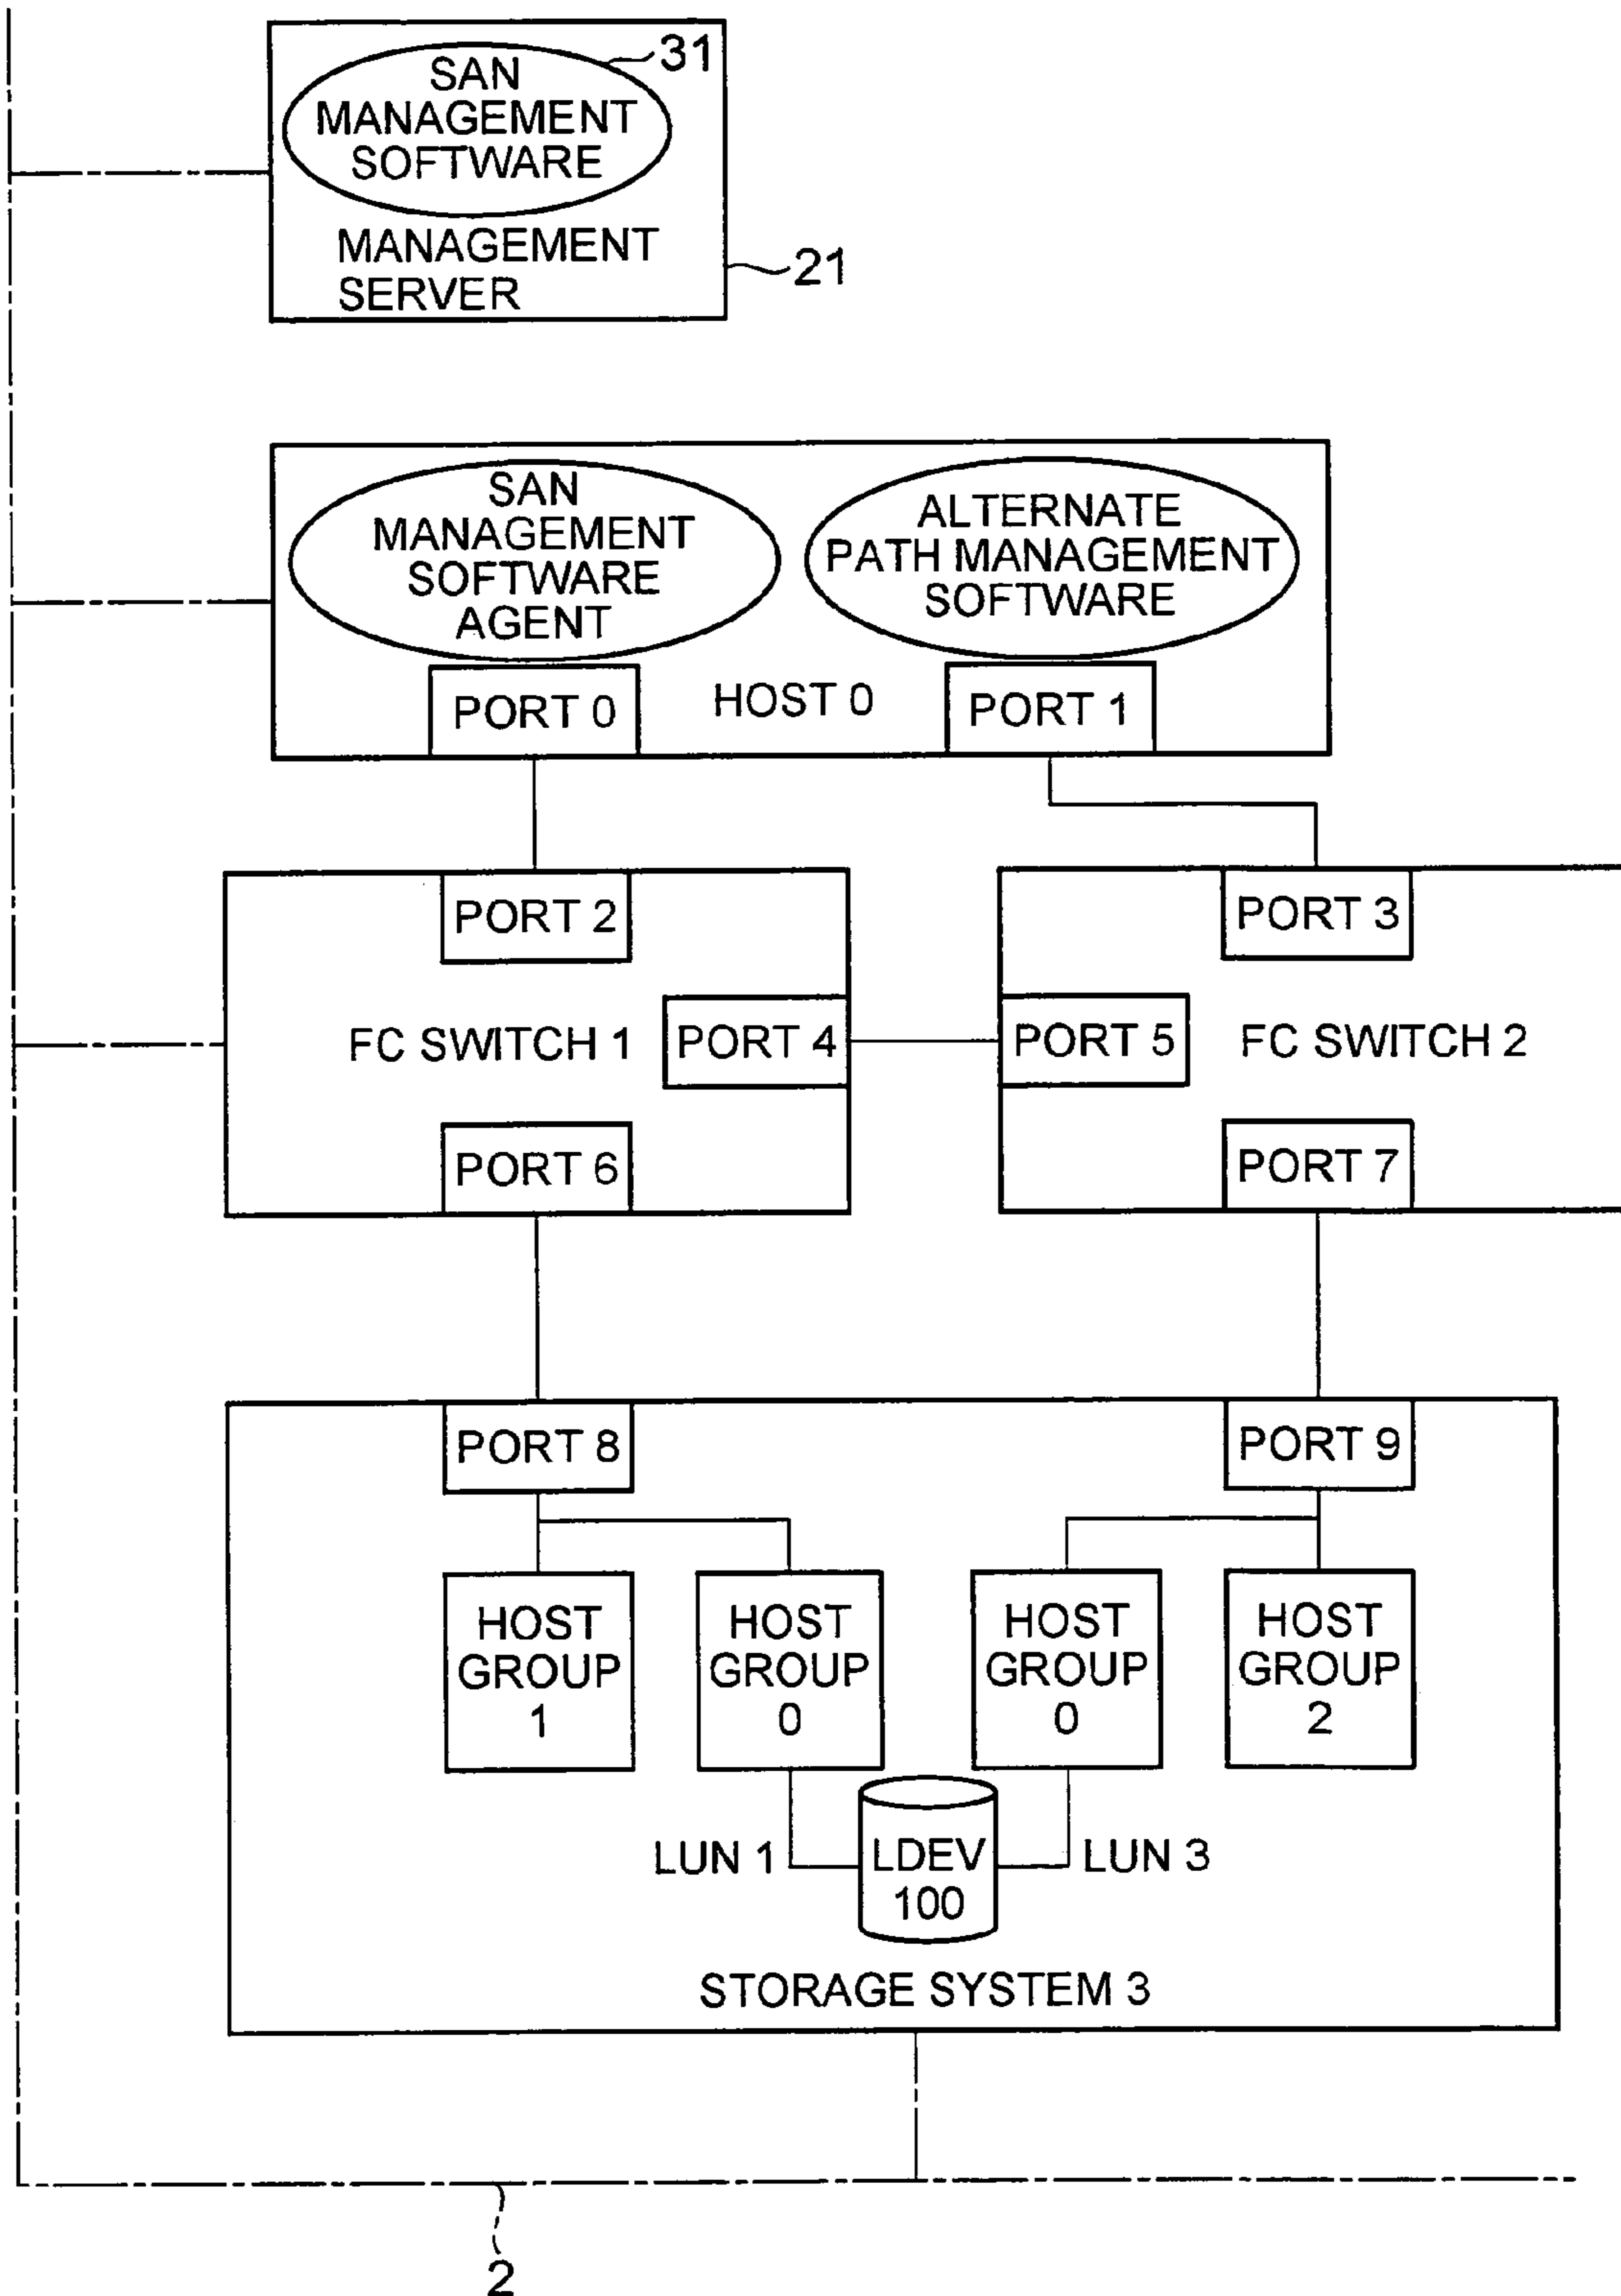 SAN
MANAGEMENT
SOFTWARE
31
MANAGEMENT
SERVER
21
SAN
MANAGEMENT
SOFTWARE
AGENT
ALTERNATE
PATH MANAGEMENT
SOFTWARE
PORT 0
HOST 0
PORT 1
PORT 2
PORT 3
FC SWITCH 1
PORT 4
PORT 5
FC SWITCH 2
PORT 6
PORT 7
PORT 8
PORT 9
HOST
GROUP
1
HOST
GROUP
0
HOST
GROUP
0
HOST
GROUP
2
LUN 1
LDEV
100
LUN 3
STORAGE SYSTEM 3
2